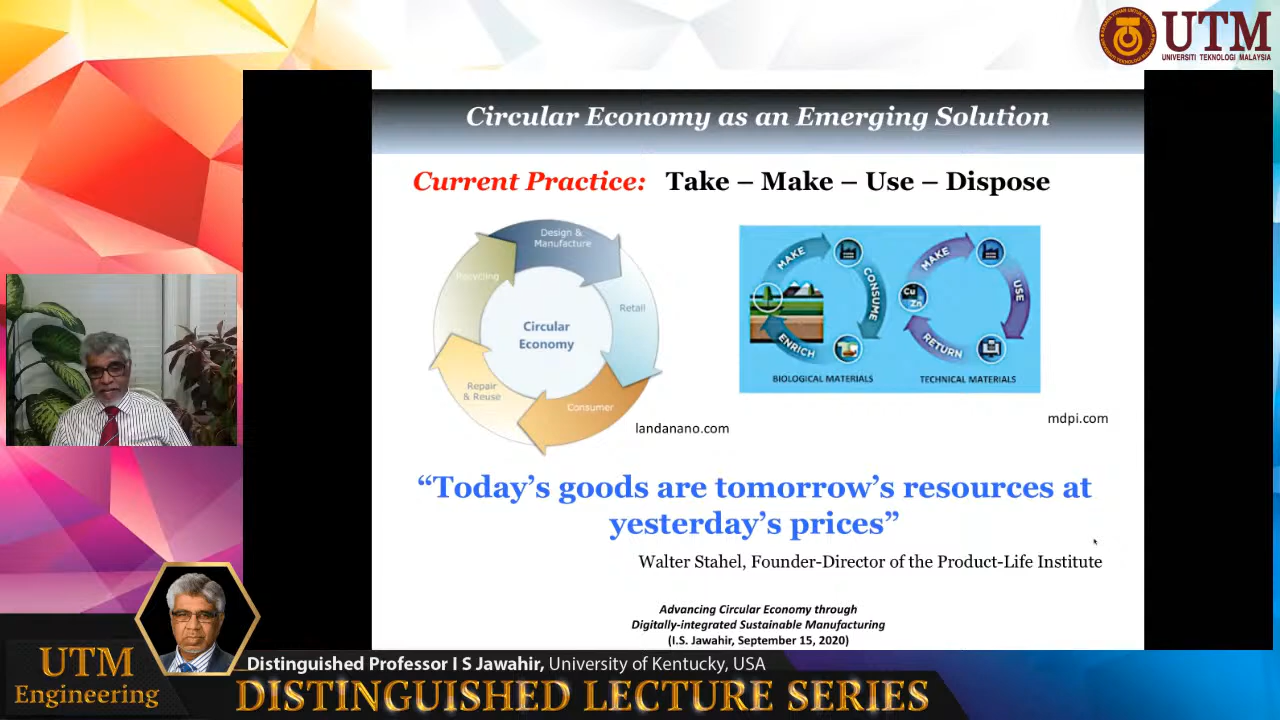 UTM
UNIVERSITI TEKNOLOGI MALAYSIA
Circular Economy as an Emerging Solution
Current Practice: Take – Make – Use – Dispose
Design &
Manufacture
Recycling
Retail
Circular
Economy
Repair
& Reuse
Consumer
landanano.com
MAKE
CONSUME
ENRICH
BIOLOGICAL MATERIALS
MAKE
USE
Cu
Zn
RETURN
TECHNICAL MATERIALS
mdpi.com
“Today’s goods are tomorrow’s resources at
yesterday’s prices”
Walter Stahel, Founder-Director of the Product-Life Institute
Advancing Circular Economy through
Digitally-integrated Sustainable Manufacturing
(I.S. Jawahir, September 15, 2020)
UTM
Engineering
Distinguished Professor I S Jawahir, University of Kentucky, USA
DISTINGUISHED LECTURE SERIES